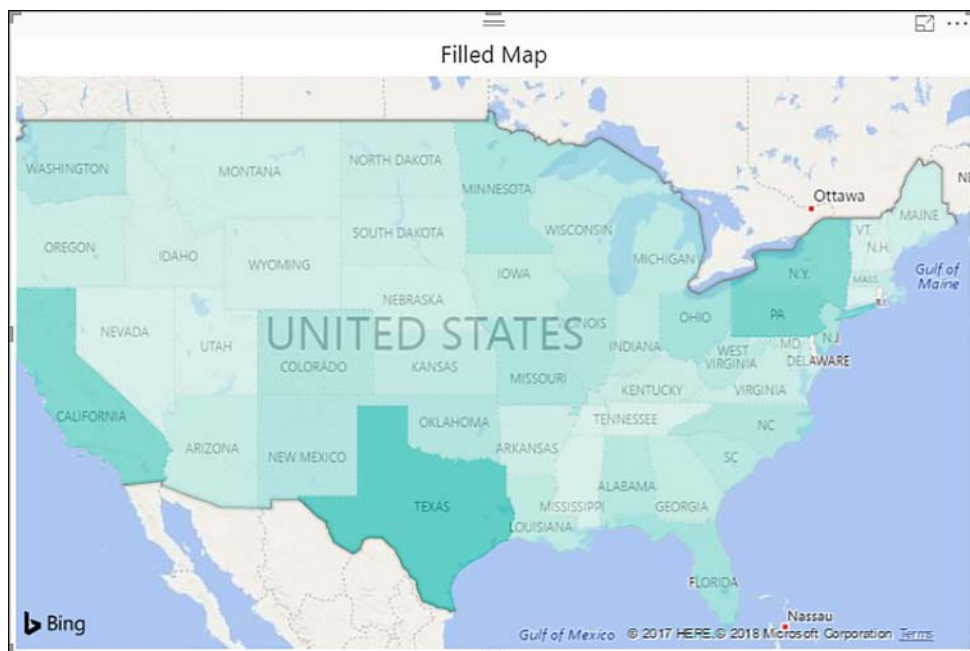 Filled Map
Ottawa
WASHINGTON
MONTANA
NORTH DAKOTA
MINNESOTA
MAINE
VT.
N.H.
OREGON
IDAHO
WYOMING
SOUTH DAKOTA
WISCONSIN
MICHIGAN
N.Y.
MASS.
Gulf of
Maine
IOWA
NEBRASKA
NEVADA
UTAH
UNITED STATES
OHIO
PA
N.J.
MD
DELAWARE
COLORADO
KANSAS
MISSOURI
INDIANA
WEST
VIRGINIA
VIRGINIA
KENTUCKY
CALIFORNIA
ARIZONA
NEW MEXICO
OKLAHOMA
ARKANSAS
TENNESSEE
NC
SC
TEXAS
MISSISSIPPI
ALABAMA
GEORGIA
LOUISIANA
FLORIDA
Nassau
Bing
Gulf of Mexico © 2017 HERE © 2018 Microsoft Corporation Terms